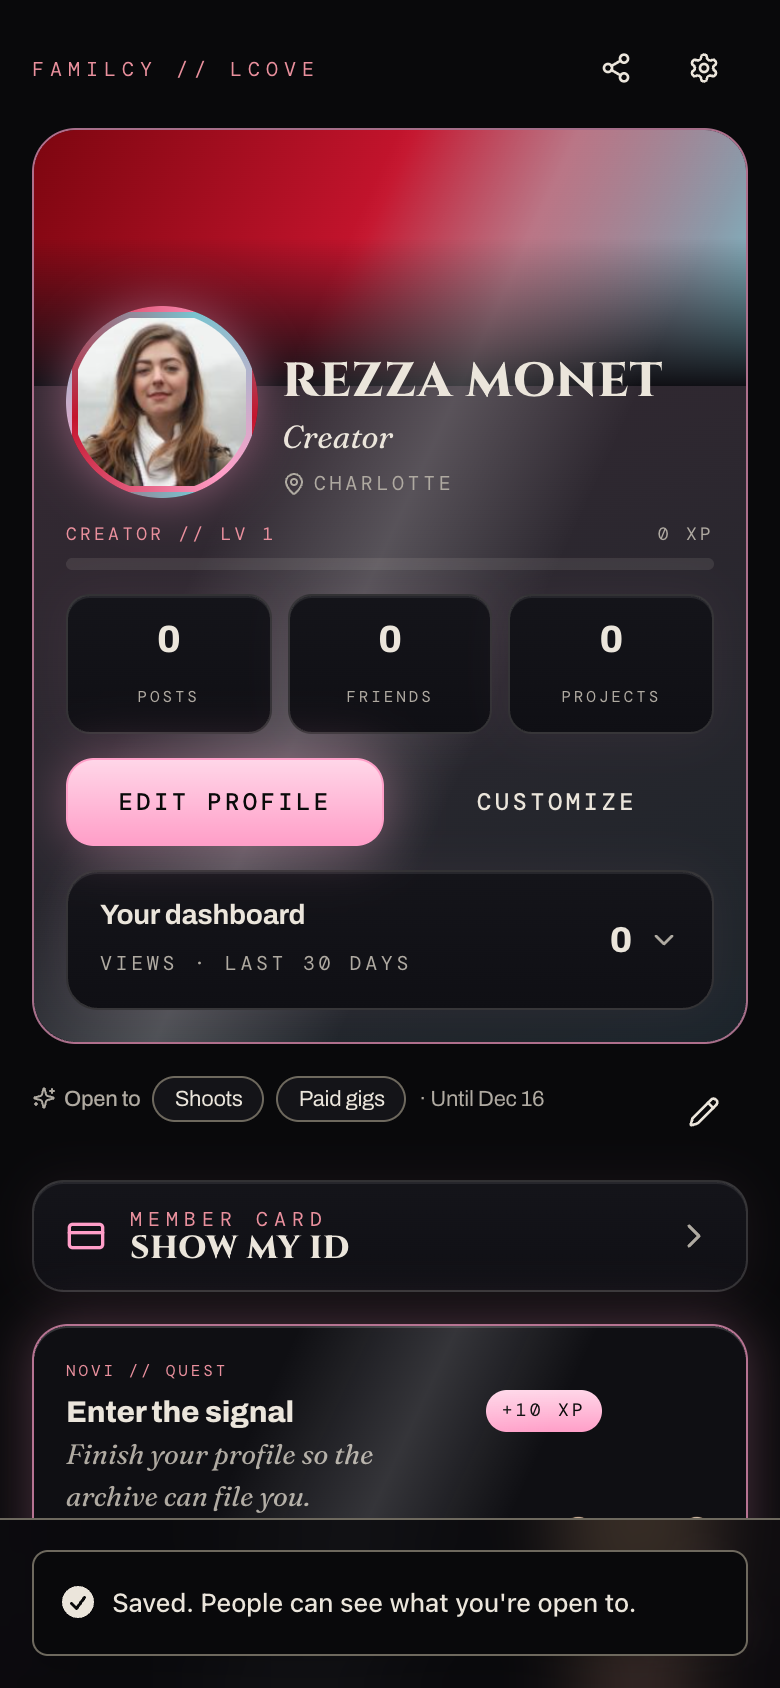 FAMILCY // LCOVE
REZZA MONET
Creator
CHARLOTTE
CREATOR // LV 1
0 XP
0
POSTS
0
FRIENDS
0
PROJECTS
EDIT PROFILE
CUSTOMIZE
Your dashboard
VIEWS · LAST 30 DAYS
0
Open to Shoots Paid gigs · Until Dec 16
MEMBER CARD
SHOW MY ID
NOVI // QUEST
Enter the signal
+10 XP
Finish your profile so the
archive can file you.
Saved. People can see what you're open to.